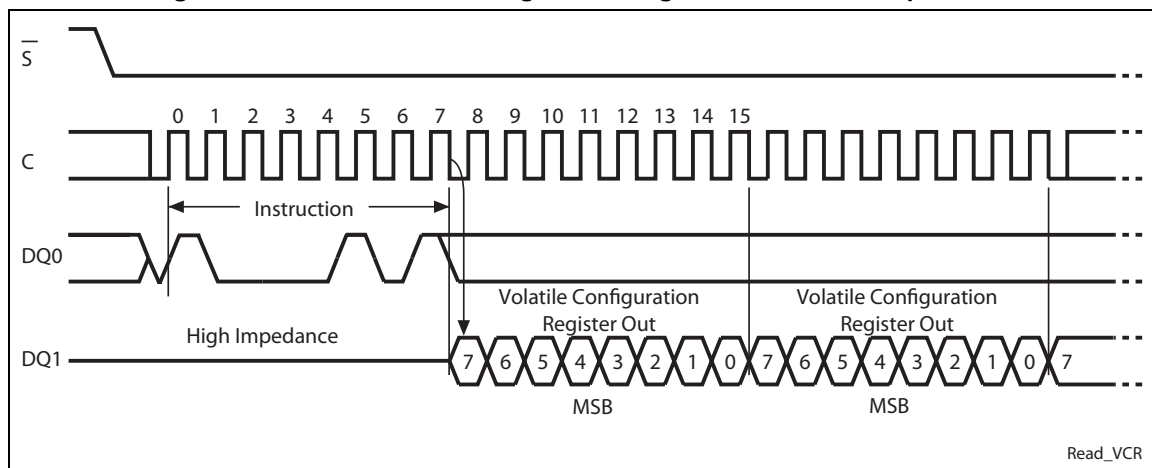 S
0 1 2 3 4 5 6 7 8 9 10 11 12 13 14 15
C
Instruction
DQ0
Volatile Configuration Register Out
Volatile Configuration Register Out
High Impedance
DQ1
7 6 5 4 3 2 1 0 7 6 5 4 3 2 1 0 7
MSB MSB
Read_VCR